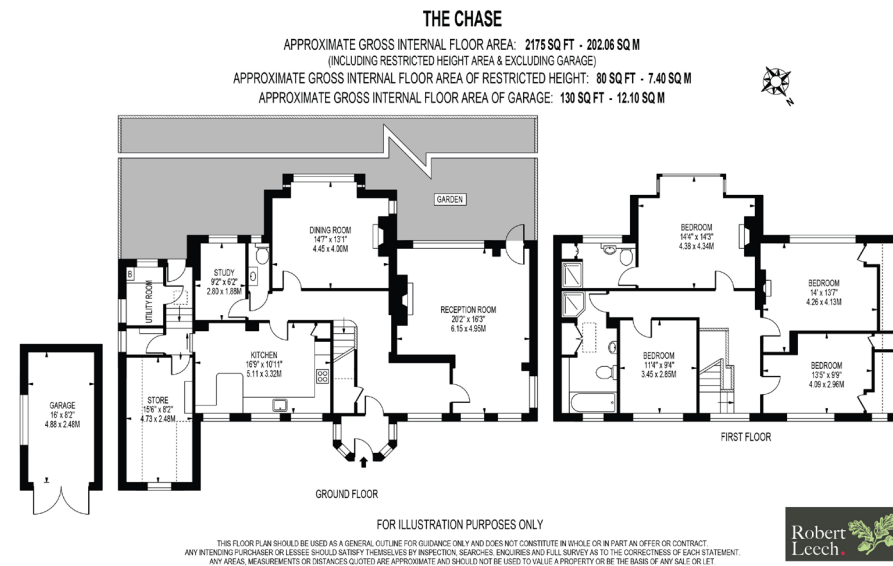 THE CHASE
APPROXIMATE GROSS INTERNAL FLOOR AREA: 2175 SQ FT - 202.06 SQ M
(INCLUDING RESTRICTED HEIGHT AREA & EXCLUDING GARAGE)
APPROXIMATE GROSS INTERNAL FLOOR AREA OF RESTRICTED HEIGHT: 80 SQ FT - 7.40 SQ M
APPROXIMATE GROSS INTERNAL FLOOR AREA OF GARAGE: 130 SQ FT - 12.10 SQ M
N
GARDEN
DINING ROOM
14'7" x 13'1"
4.45 x 4.00M
STUDY
9'2" x 6'2"
2.80 x 1.88M
B
UTILITY ROOM
RECEPTION ROOM
20'2" x 16'3"
6.15 x 4.95M
KITCHEN
16'9" x 10'11"
5.11 x 3.32M
STORE
15'6" x 8'2"
4.73 x 2.48M
GARAGE
16' x 8'2"
4.88 x 2.48M
GROUND FLOOR
BEDROOM
14'4" x 14'3"
4.38 x 4.34M
BEDROOM
14' x 13'7"
4.26 x 4.13M
BEDROOM
11'4" x 9'4"
3.45 x 2.85M
BEDROOM
13'5" x 9'9"
4.09 x 2.96M
FIRST FLOOR
FOR ILLUSTRATION PURPOSES ONLY
THIS FLOOR PLAN SHOULD BE USED AS A GENERAL OUTLINE FOR GUIDANCE ONLY AND DOES NOT CONSTITUTE IN WHOLE OR IN PART AN OFFER OR CONTRACT.
ANY INTENDING PURCHASER OR LESSEE SHOULD SATISFY THEMSELVES BY INSPECTION, SEARCHES, ENQUIRIES AND FULL SURVEY AS TO THE CORRECTNESS OF EACH STATEMENT.
ANY AREAS, MEASUREMENTS OR DISTANCES QUOTED ARE APPROXIMATE AND SHOULD NOT BE USED TO VALUE A PROPERTY OR BE THE BASIS OF ANY SALE OR LET.
Robert
Leech.